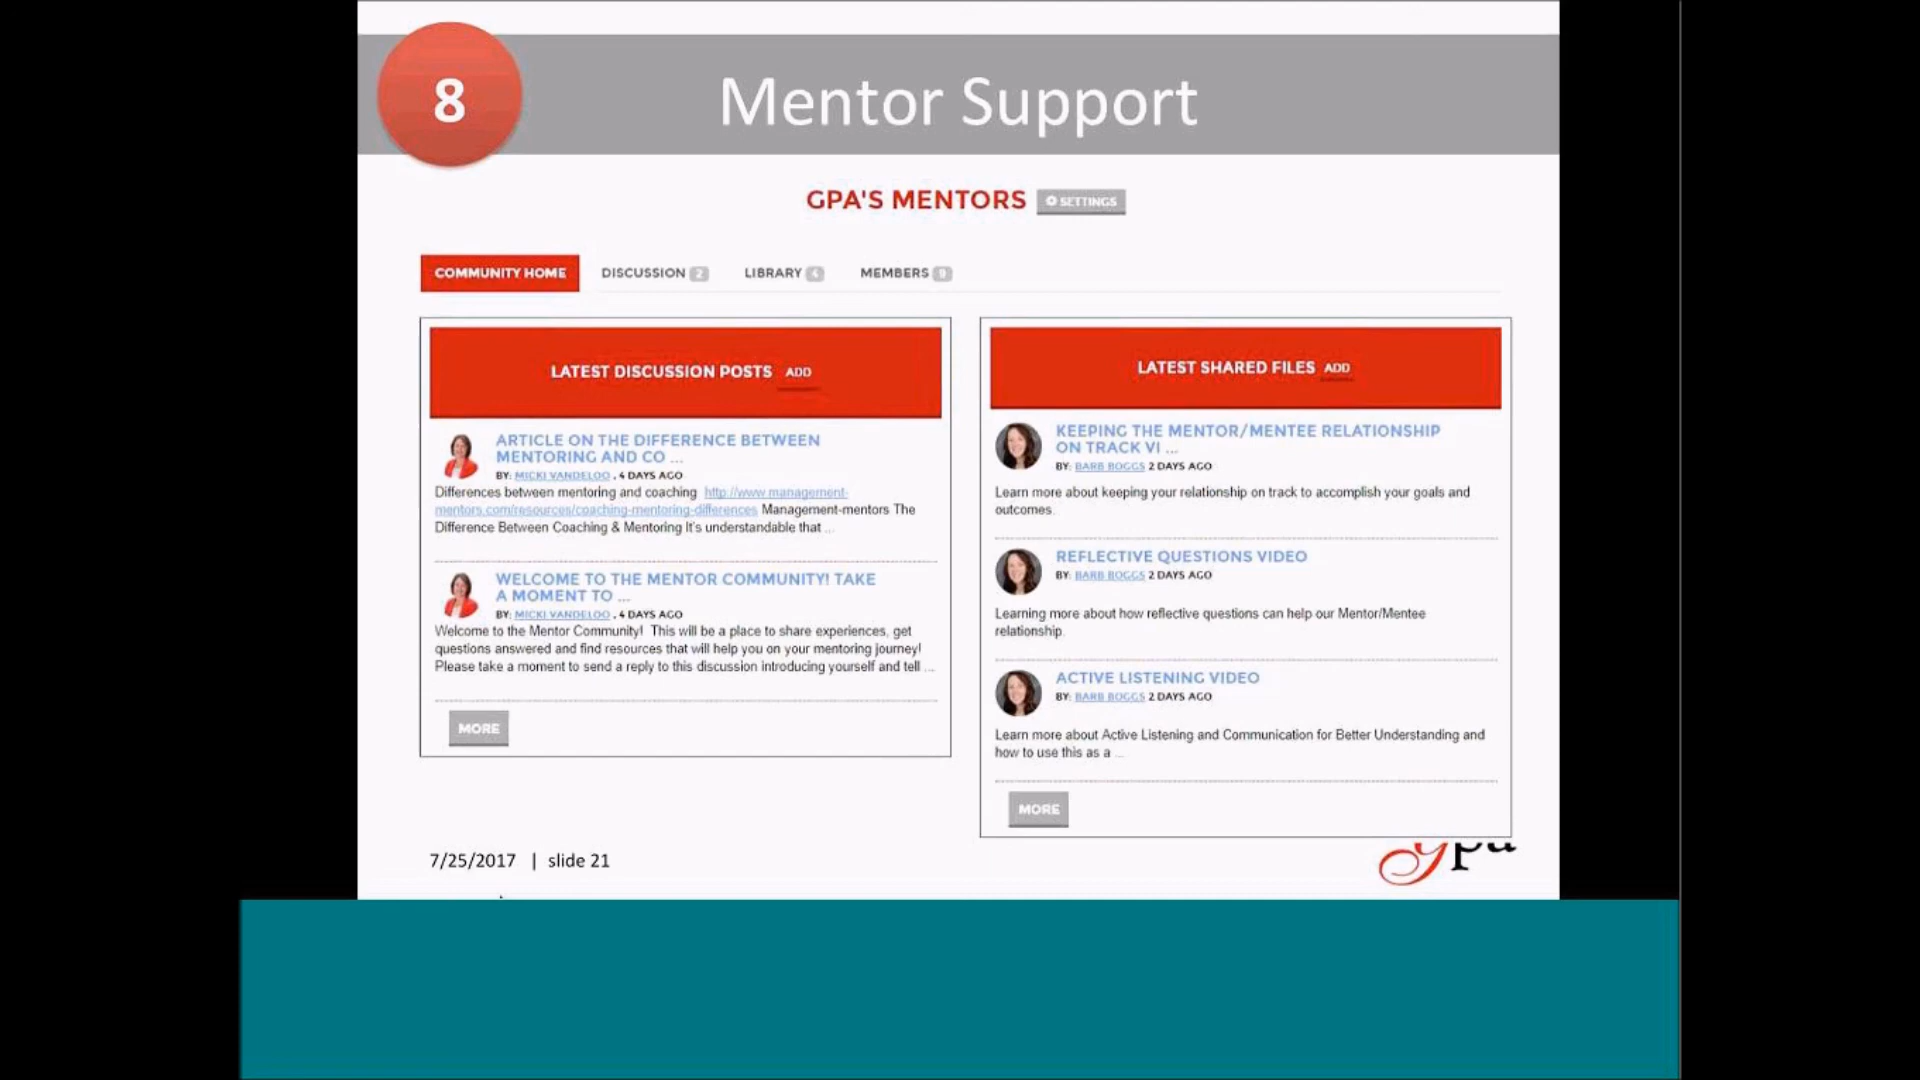 8
Mentor Support
GPA'S MENTORS SETTINGS
COMMUNITY HOME DISCUSSION 2 LIBRARY 4 MEMBERS 9
LATEST DISCUSSION POSTS ADD
ARTICLE ON THE DIFFERENCE BETWEEN
MENTORING AND CO ...
BY: MICKI VANDELOO , 4 DAYS AGO
Differences between mentoring and coaching http://www.management-
mentors.com/resources/coaching-mentoring-differences Management-mentors The
Difference Between Coaching & Mentoring It's understandable that ...
WELCOME TO THE MENTOR COMMUNITY! TAKE
A MOMENT TO ...
BY: MICKI VANDELOO , 4 DAYS AGO
Welcome to the Mentor Community! This will be a place to share experiences, get
questions answered and find resources that will help you on your mentoring journey!
Please take a moment to send a reply to this discussion introducing yourself and tell ...
MORE
LATEST SHARED FILES ADD
KEEPING THE MENTOR/MENTEE RELATIONSHIP
ON TRACK VI ...
BY: BARB BOGGS 2 DAYS AGO
Learn more about keeping your relationship on track to accomplish your goals and
outcomes.
REFLECTIVE QUESTIONS VIDEO
BY: BARB BOGGS 2 DAYS AGO
Learning more about how reflective questions can help our Mentor/Mentee
relationship.
ACTIVE LISTENING VIDEO
BY: BARB BOGGS 2 DAYS AGO
Learn more about Active Listening and Communication for Better Understanding and
how to use this as a ...
MORE
7/25/2017 | slide 21
gpa